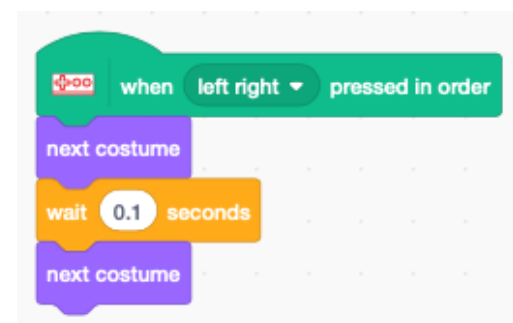 when left right pressed in order
next costume
wait 0.1 seconds
next costume